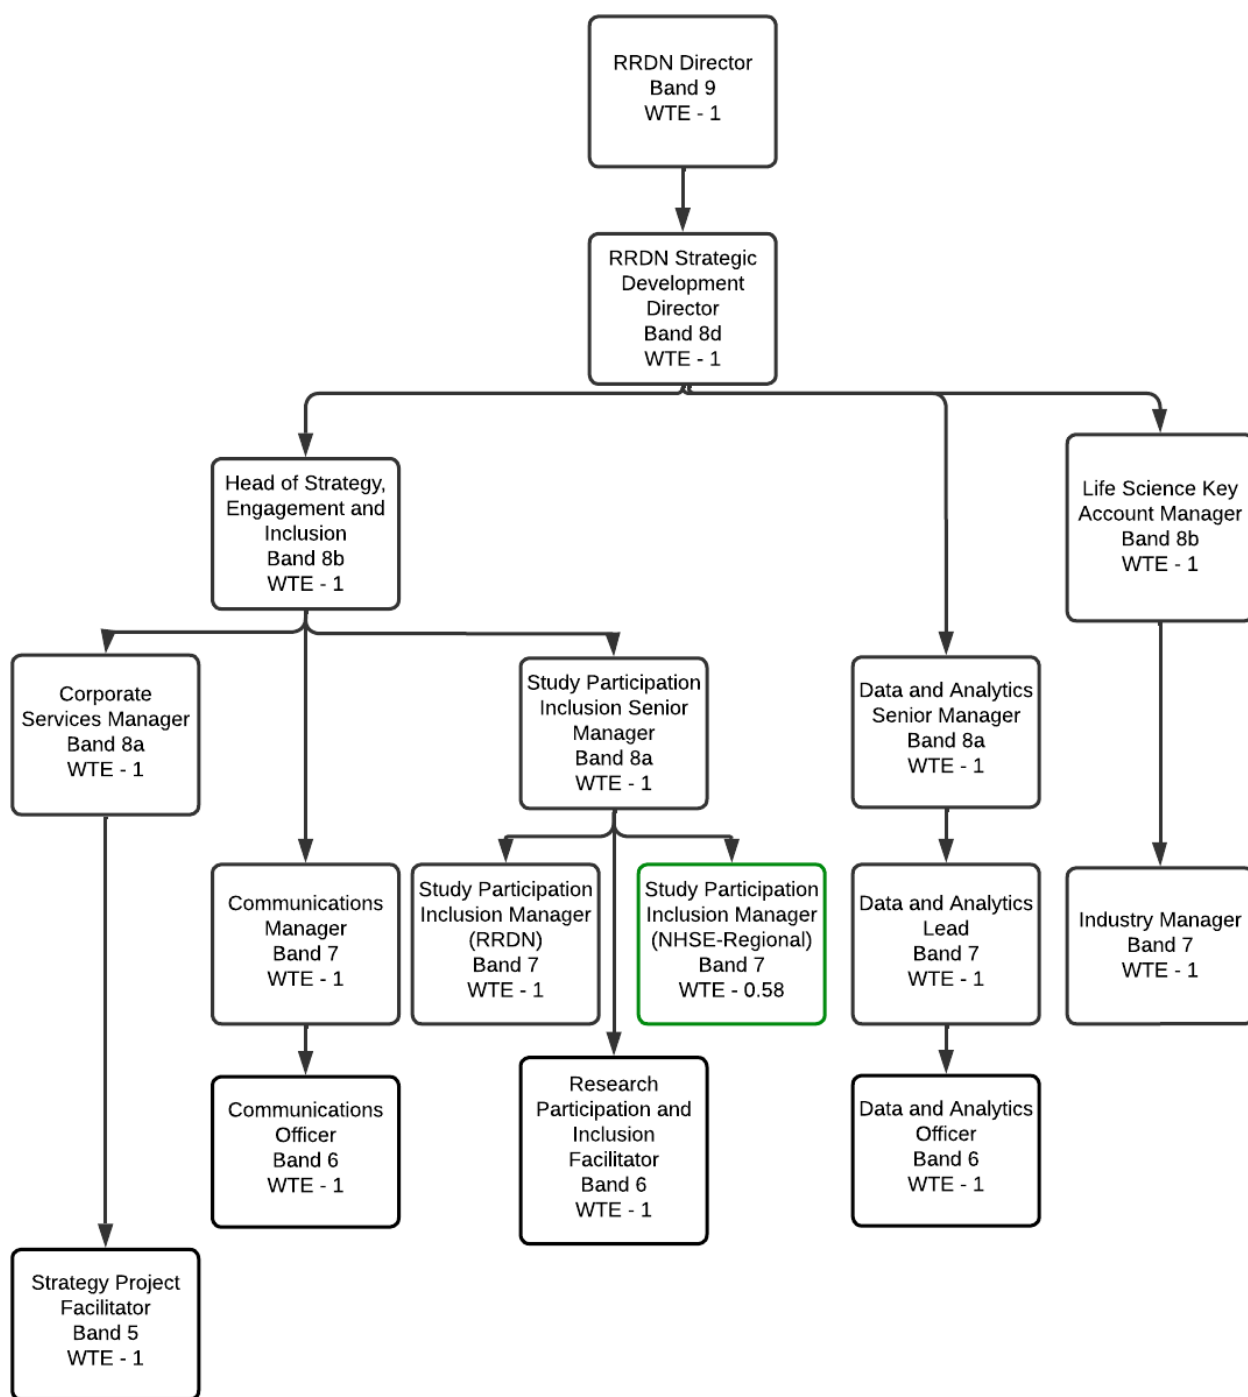 RRDN Director
Band 9
WTE - 1
RRDN Strategic
Development
Director
Band 8d
WTE - 1
Head of Strategy,
Engagement and
Inclusion
Band 8b
WTE - 1
Life Science Key
Account Manager
Band 8b
WTE - 1
Corporate
Services Manager
Band 8a
WTE - 1
Study Participation
Inclusion Senior
Manager
Band 8a
WTE - 1
Data and Analytics
Senior Manager
Band 8a
WTE - 1
Communications
Manager
Band 7
WTE - 1
Study Participation
Inclusion Manager
(RRDN)
Band 7
WTE - 1
Study Participation
Inclusion Manager
(NHSE-Regional)
Band 7
WTE - 0.58
Data and Analytics
Lead
Band 7
WTE - 1
Industry Manager
Band 7
WTE - 1
Communications
Officer
Band 6
WTE - 1
Research
Participation and
Inclusion
Facilitator
Band 6
WTE - 1
Data and Analytics
Officer
Band 6
WTE - 1
Strategy Project
Facilitator
Band 5
WTE - 1